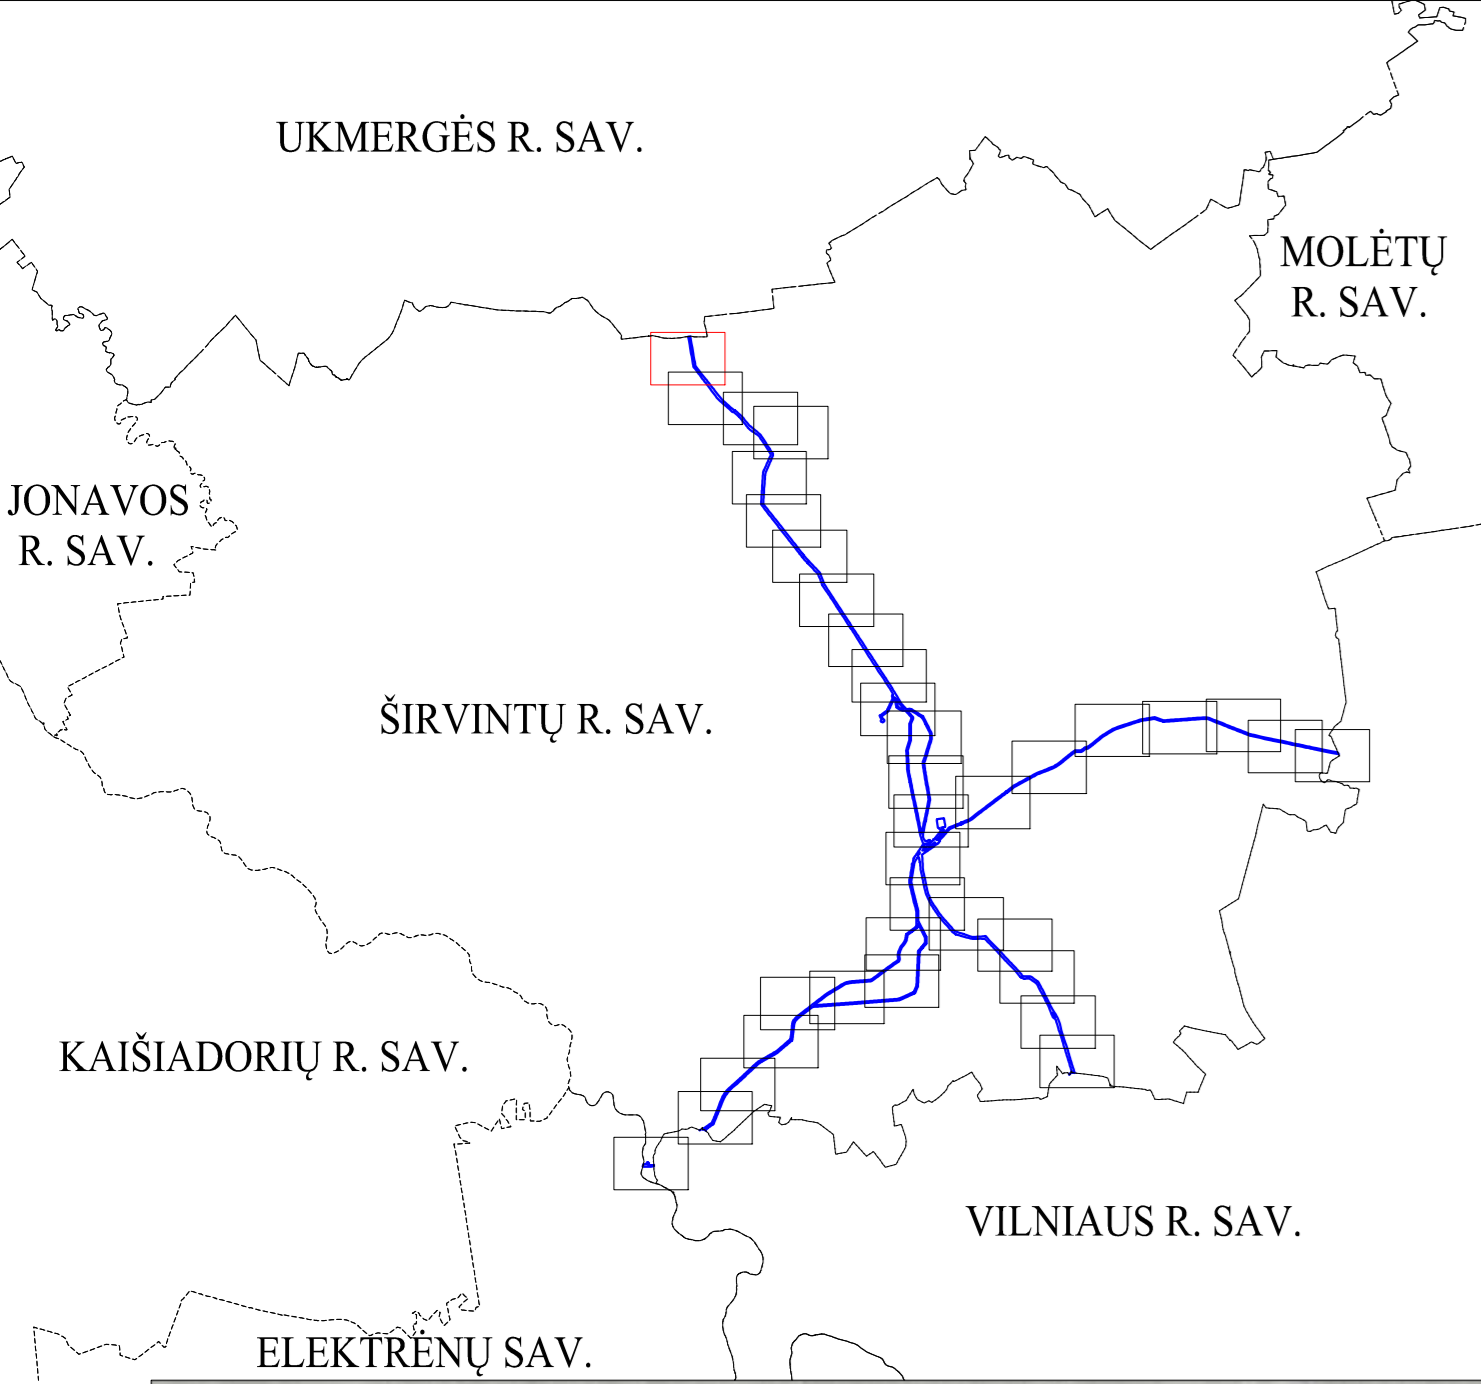 UKMERGĖS R. SAV.
MOLĖTŲ
R. SAV.
JONAVOS
R. SAV.
ŠIRVINTŲ R. SAV.
KAIŠIADORIŲ R. SAV.
VILNIAUS R. SAV.
ELEKTRĖNŲ SAV.